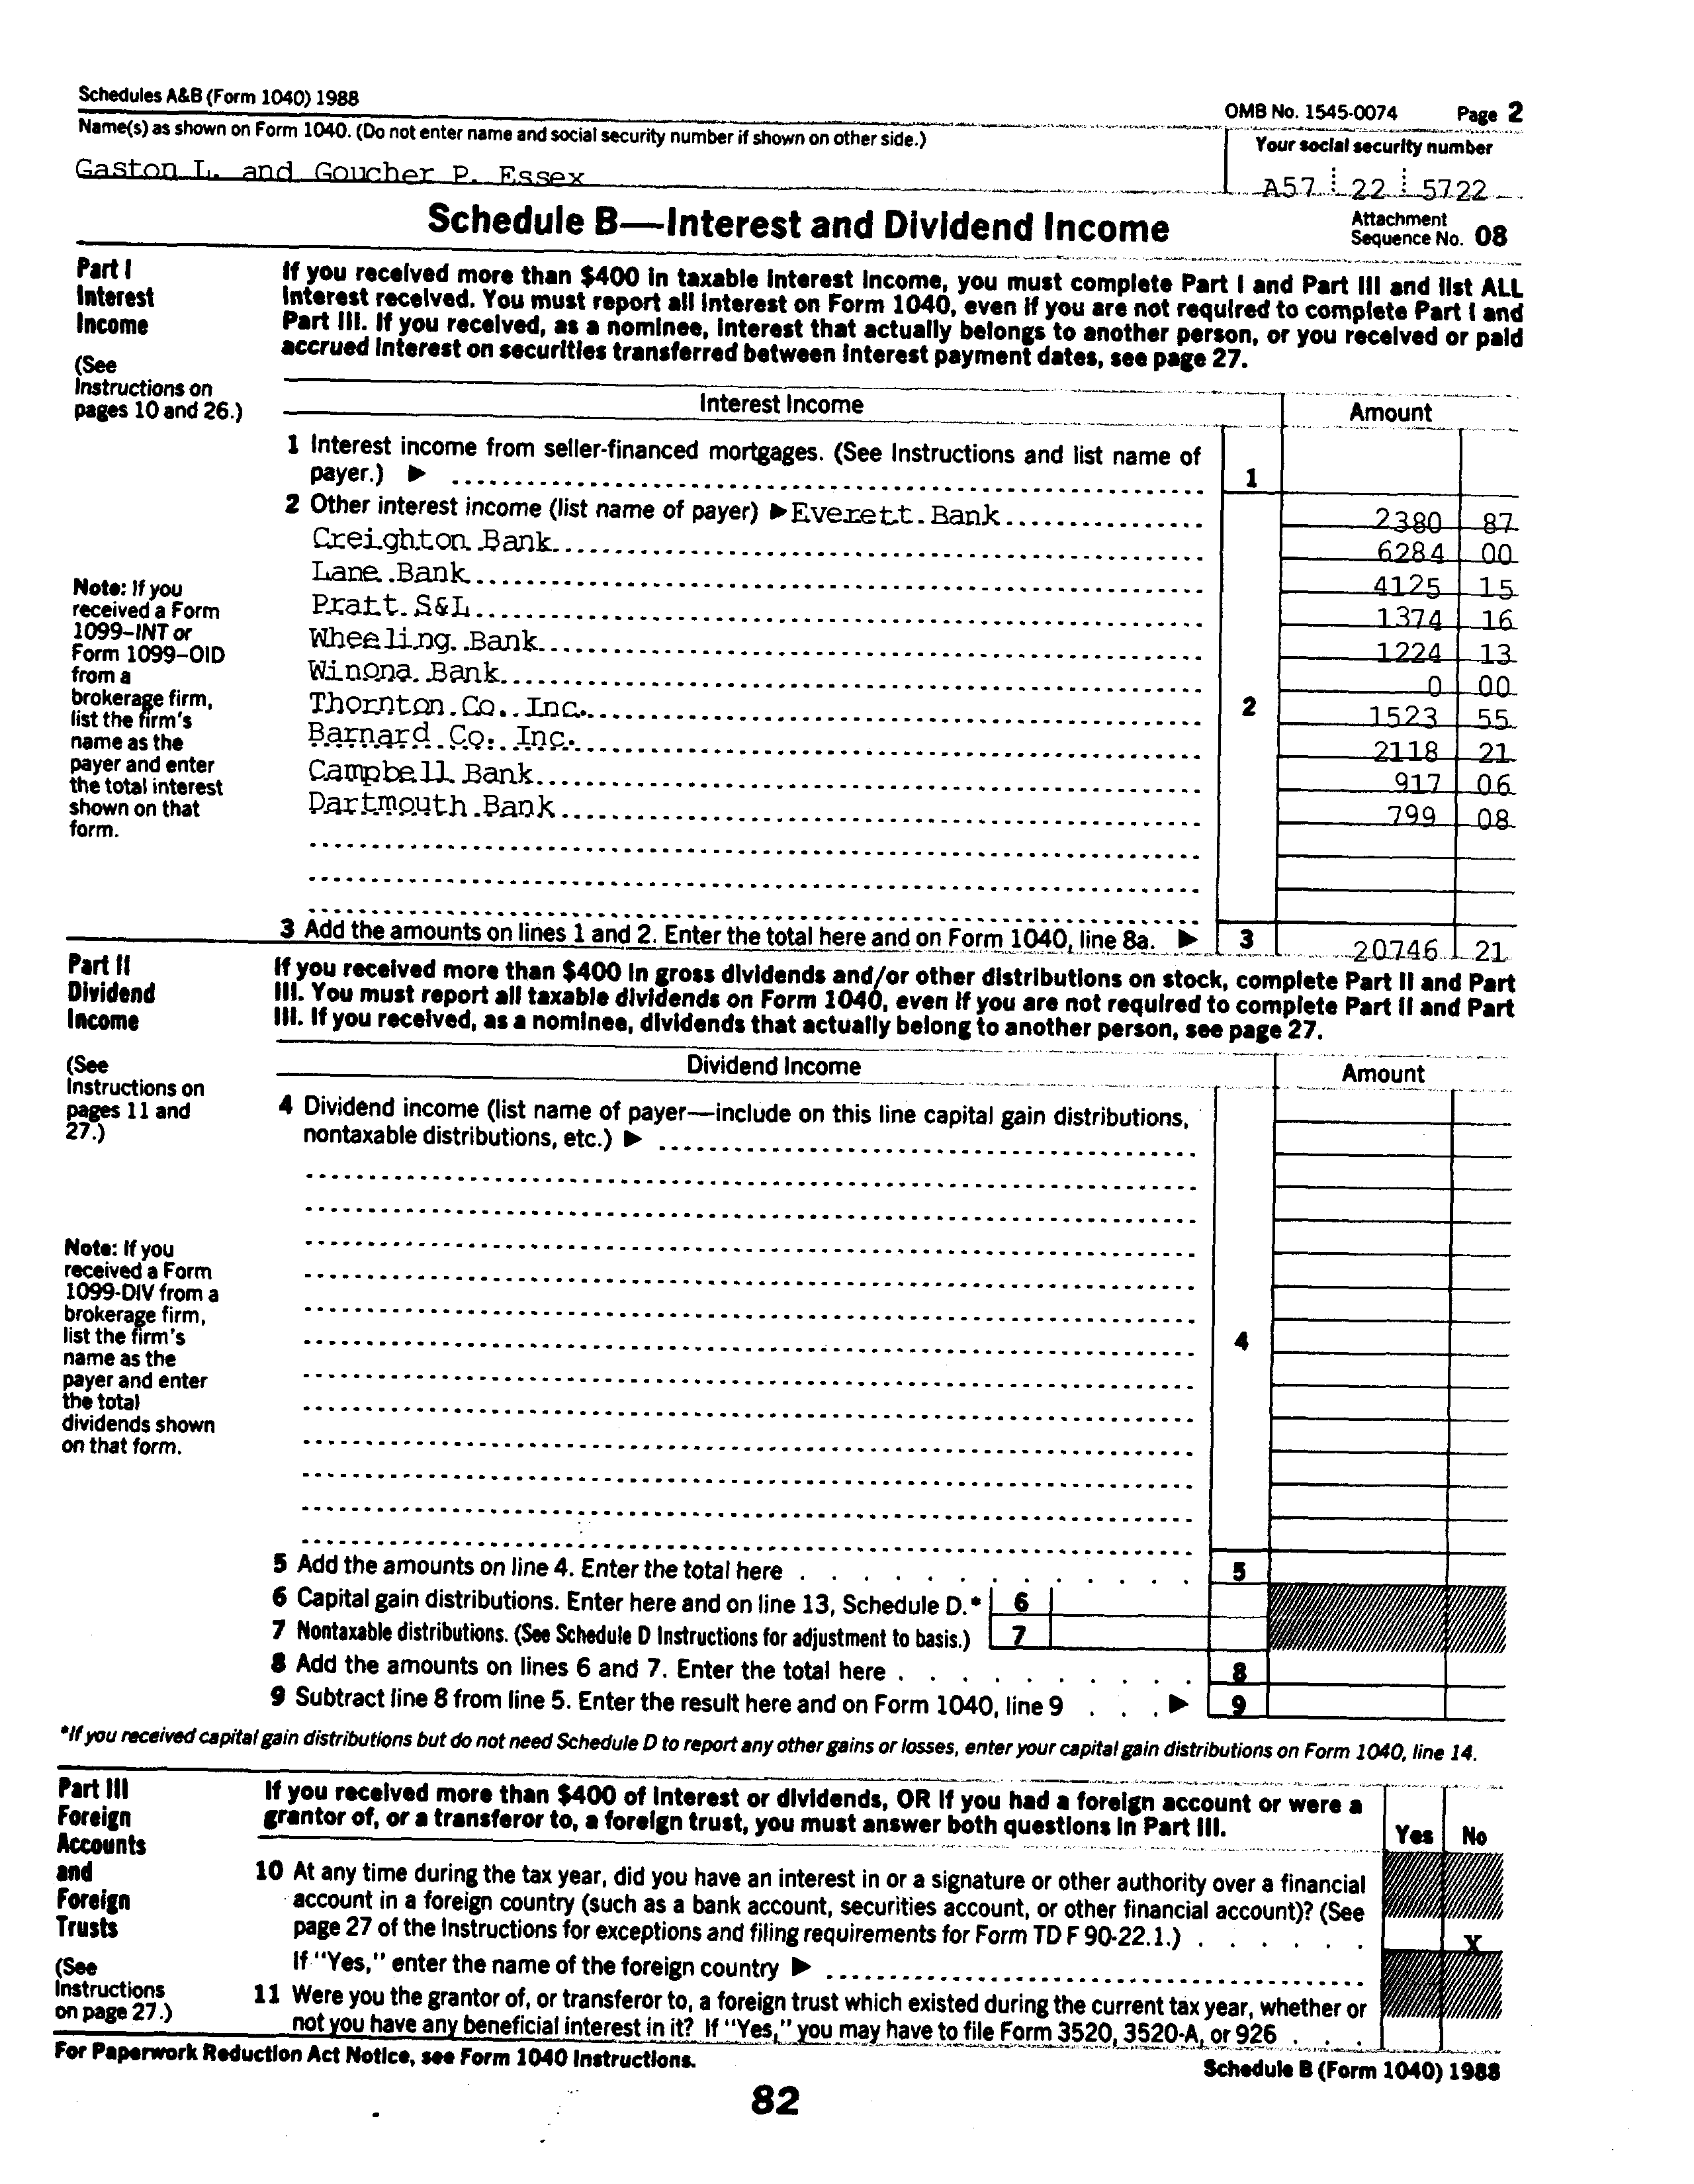 Schedules A&B (Form 1040) 1988
OMB No. 1545-0074 Page 2
Name(s) as shown on Form 1040. (Do not enter name and social security number if shown on other side.)
Your social security number
Gaston L. and Goucher P. Essex
A57 22 5722
Schedule B—Interest and Dividend Income
Attachment
Sequence No. 08
Part I
Interest
Income
(See
Instructions on
pages 10 and 26.)
If you received more than $400 in taxable interest income, you must complete Part I and Part III and list ALL
interest received. You must report all interest on Form 1040, even if you are not required to complete Part I and
Part III. If you received, as a nominee, interest that actually belongs to another person, or you received or paid
accrued interest on securities transferred between interest payment dates, see page 27.
Interest Income Amount
1 Interest income from seller-financed mortgages. (See Instructions and list name of
payer.) ▶ 1
2 Other interest income (list name of payer) ▶ Everett Bank 2380 87
Creighton Bank 6284 00
Lane Bank 4125 15
Pratt S&L 1374 16
Wheeling Bank 1224 13
Winona Bank 0 00
Thornton Co. Inc. 2 1523 55
Barnard Co. Inc. 2118 21
Campbell Bank 917 06
Dartmouth Bank 799 08
Note: If you
received a Form
1099–INT or
Form 1099–OID
from a
brokerage firm,
list the firm's
name as the
payer and enter
the total interest
shown on that
form.
3 Add the amounts on lines 1 and 2. Enter the total here and on Form 1040, line 8a. ▶ 3 20746 21
Part II
Dividend
Income
(See
Instructions on
pages 11 and
27.)
If you received more than $400 in gross dividends and/or other distributions on stock, complete Part II and Part
III. You must report all taxable dividends on Form 1040, even if you are not required to complete Part II and Part
III. If you received, as a nominee, dividends that actually belong to another person, see page 27.
Dividend Income Amount
4 Dividend income (list name of payer—include on this line capital gain distributions,
nontaxable distributions, etc.) ▶
4
Note: If you
received a Form
1099-DIV from a
brokerage firm,
list the firm's
name as the
payer and enter
the total
dividends shown
on that form.
5 Add the amounts on line 4. Enter the total here 5
6 Capital gain distributions. Enter here and on line 13, Schedule D.* 6
7 Nontaxable distributions. (See Schedule D Instructions for adjustment to basis.) 7
8 Add the amounts on lines 6 and 7. Enter the total here 8
9 Subtract line 8 from line 5. Enter the result here and on Form 1040, line 9 ▶ 9
*If you received capital gain distributions but do not need Schedule D to report any other gains or losses, enter your capital gain distributions on Form 1040, line 14.
Part III
Foreign
Accounts
and
Foreign
Trusts
(See
Instructions
on page 27.)
If you received more than $400 of interest or dividends, OR if you had a foreign account or were a
grantor of, or a transferor to, a foreign trust, you must answer both questions in Part III.
Yes No
10 At any time during the tax year, did you have an interest in or a signature or other authority over a financial
account in a foreign country (such as a bank account, securities account, or other financial account)? (See
page 27 of the Instructions for exceptions and filing requirements for Form TD F 90-22.1.) X
If "Yes," enter the name of the foreign country ▶
11 Were you the grantor of, or transferor to, a foreign trust which existed during the current tax year, whether or
not you have any beneficial interest in it? If "Yes," you may have to file Form 3520, 3520-A, or 926
For Paperwork Reduction Act Notice, see Form 1040 Instructions.
Schedule B (Form 1040) 1988
82